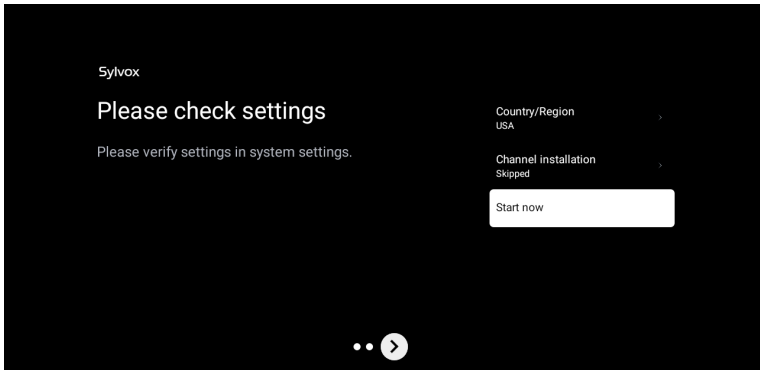 Sylvox
Please check settings
Please verify settings in system settings.
Country/Region
USA
Channel installation
Skipped
Start now